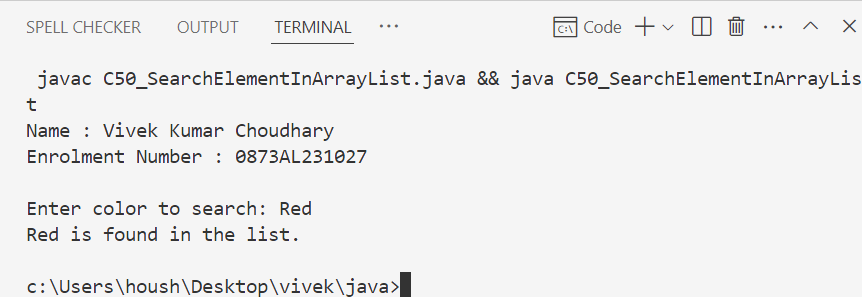 SPELL CHECKER OUTPUT TERMINAL ··· Code
javac C50_SearchElementInArrayList.java && java C50_SearchElementInArrayLis
t
Name : Vivek Kumar Choudhary
Enrolment Number : 0873AL231027
Enter color to search: Red
Red is found in the list.
c:\Users\housh\Desktop\vivek\java>